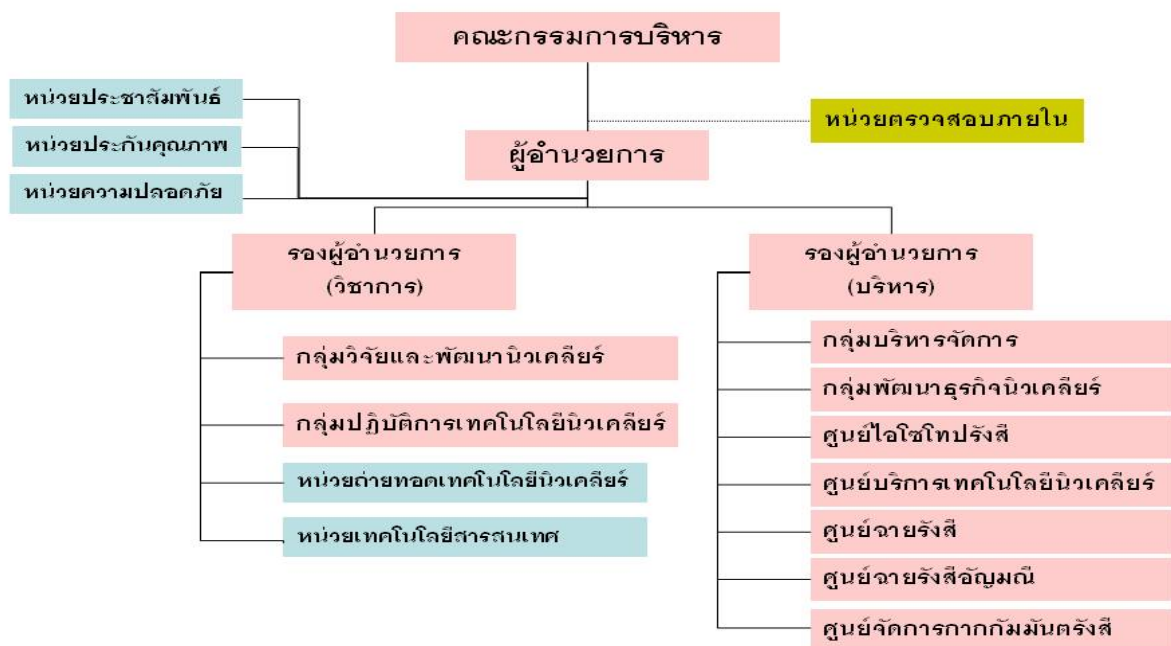 คณะกรรมการบริหาร
หน่วยประชาสัมพันธ์
หน่วยตรวจสอบภายใน
หน่วยประกันคุณภาพ
ผู้อำนวยการ
หน่วยความปลอดภัย
รองผู้อำนวยการ
(วิชาการ)
กลุ่มวิจัยและพัฒนานิวเคลียร์
กลุ่มปฏิบัติการเทคโนโลยีนิวเคลียร์
หน่วยถ่ายทอดเทคโนโลยีนิวเคลียร์
หน่วยเทคโนโลยีสารสนเทศ
รองผู้อำนวยการ
(บริหาร)
กลุ่มบริหารจัดการ
กลุ่มพัฒนาธุรกิจนิวเคลียร์
ศูนย์ไอโซโทปรังสี
ศูนย์บริการเทคโนโลยีนิวเคลียร์
ศูนย์ฉายรังสี
ศูนย์ฉายรังสีอัญมณี
ศูนย์จัดการกากกัมมันตรังสี